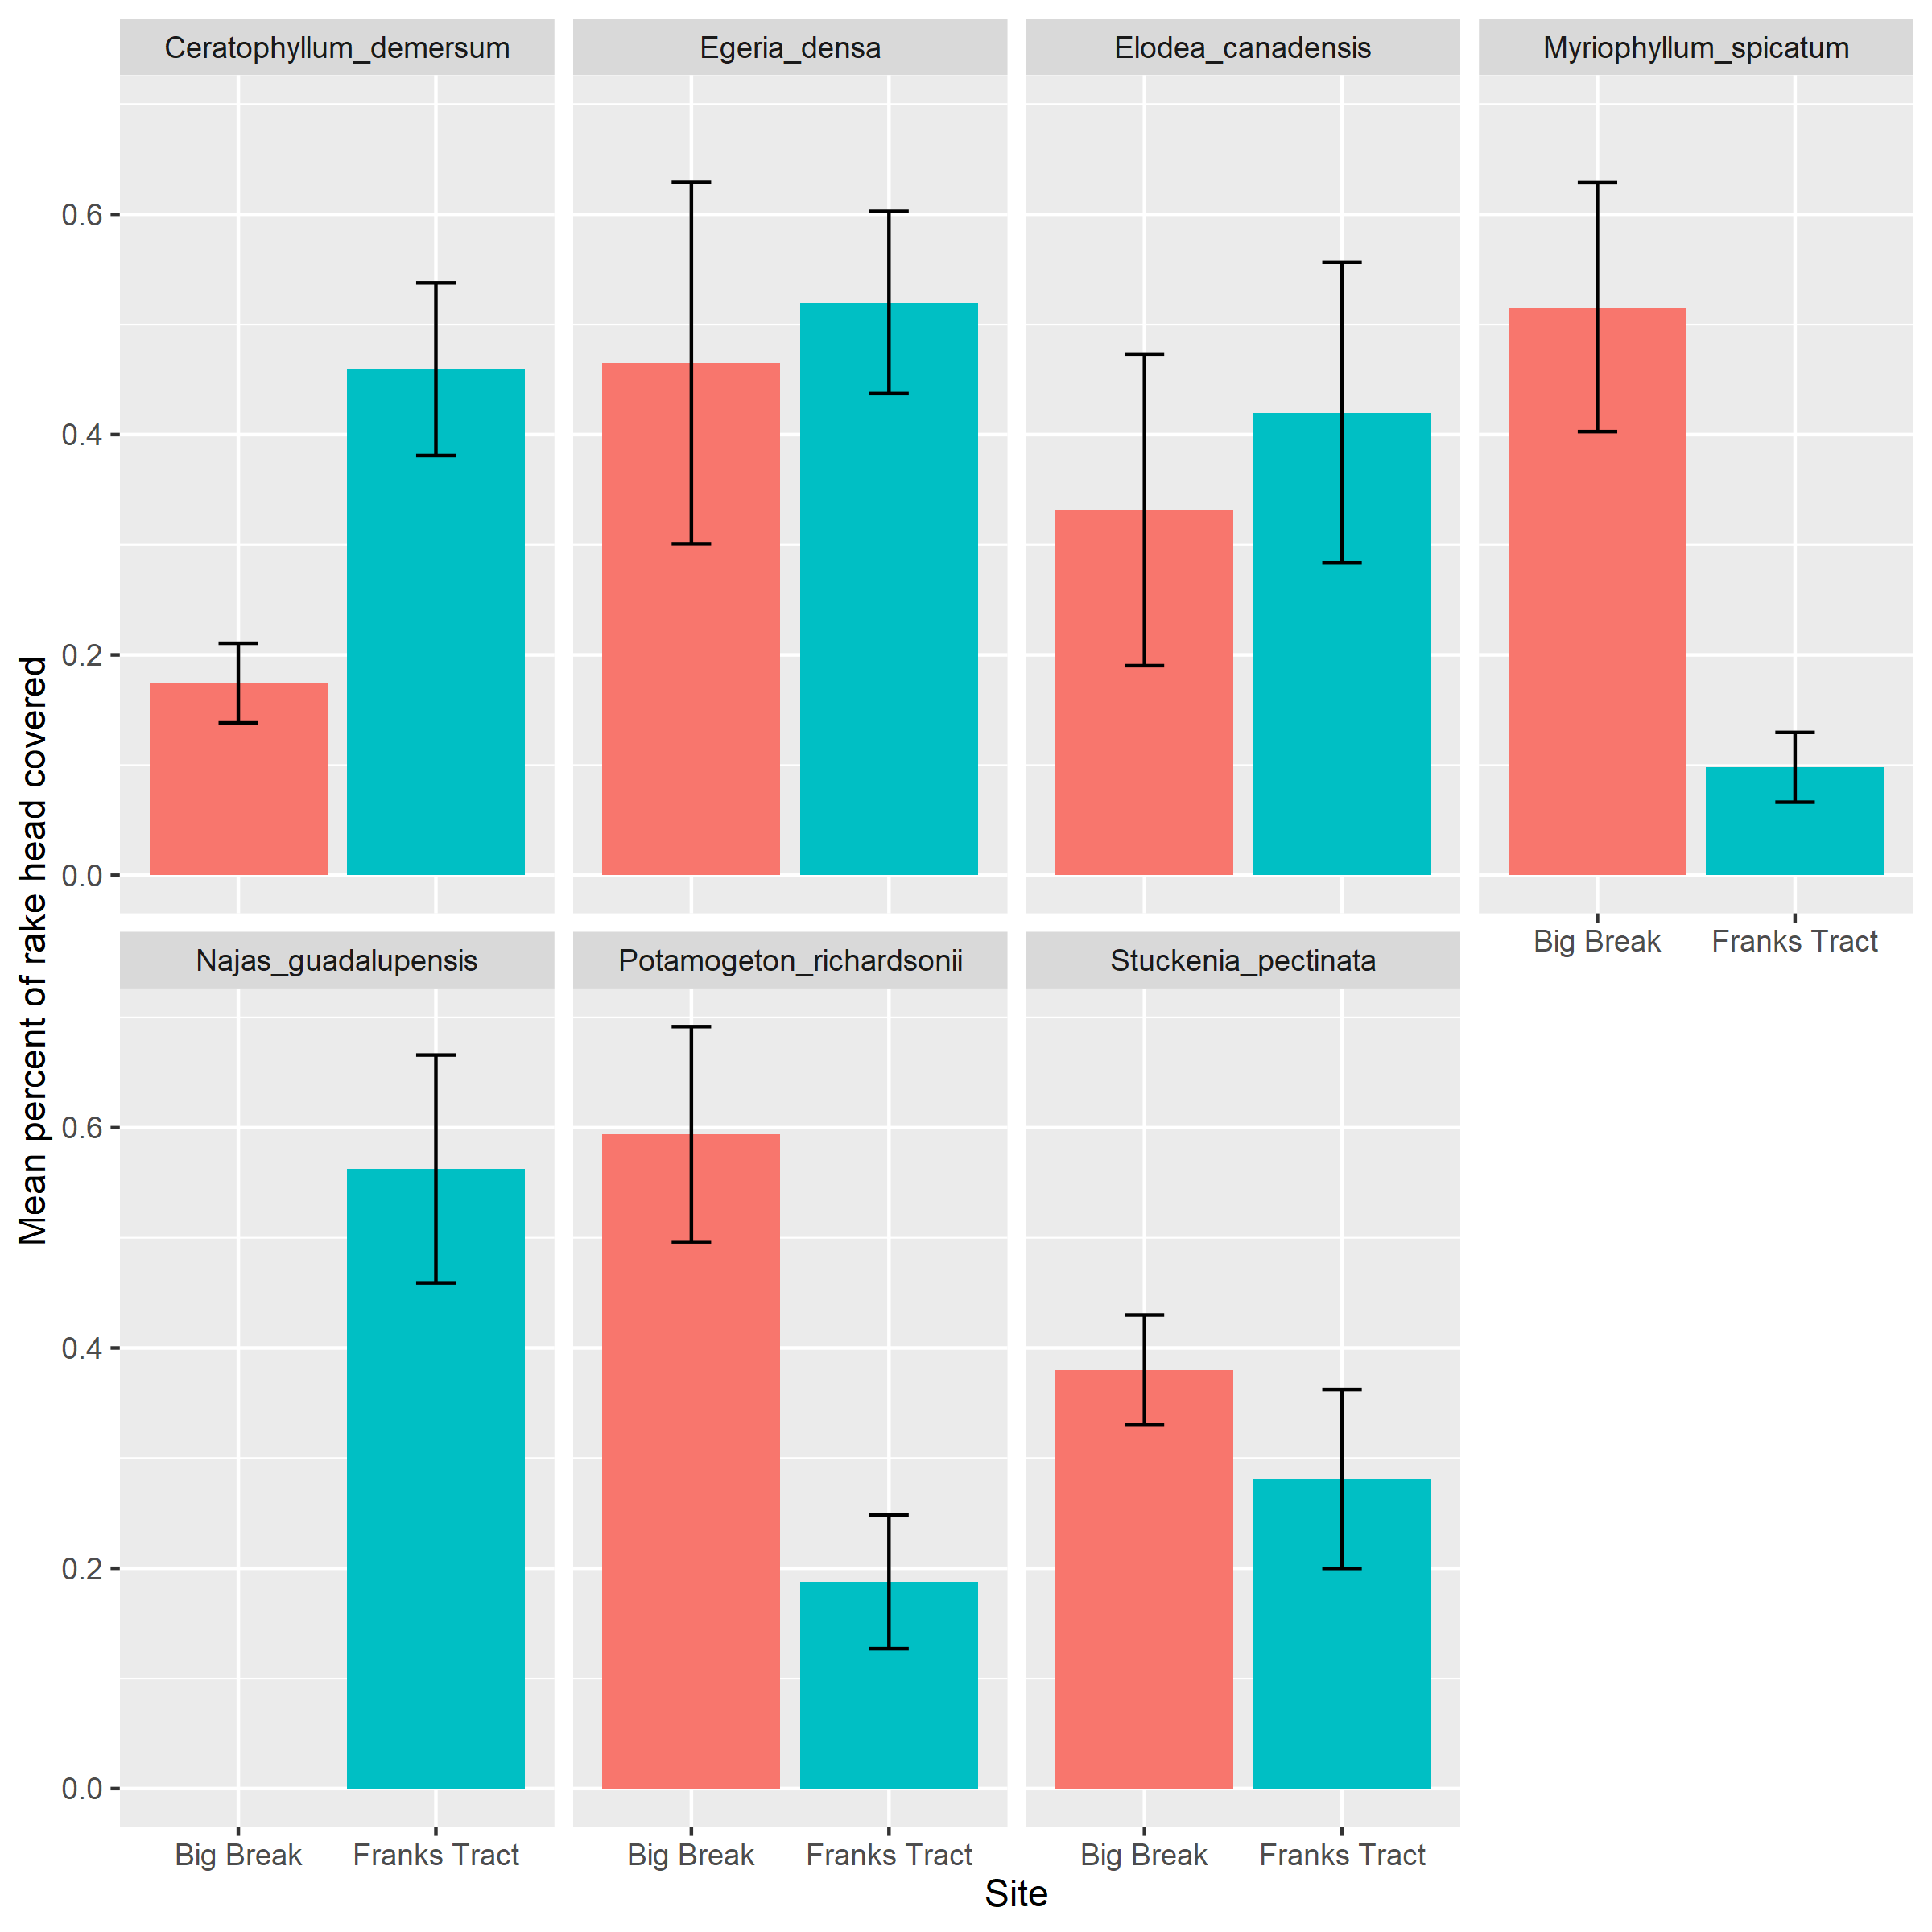 Ceratophyllum_demersum
Egeria_densa
Elodea_canadensis
Myriophyllum_spicatum
0.6
0.4
0.2
0.0
Big Break
Franks Tract
Najas_guadalupensis
Potamogeton_richardsonii
Stuckenia_pectinata
0.6
0.4
0.2
0.0
Big Break
Franks Tract
Big Break
Franks Tract
Big Break
Franks Tract
Site
Mean percent of rake head covered